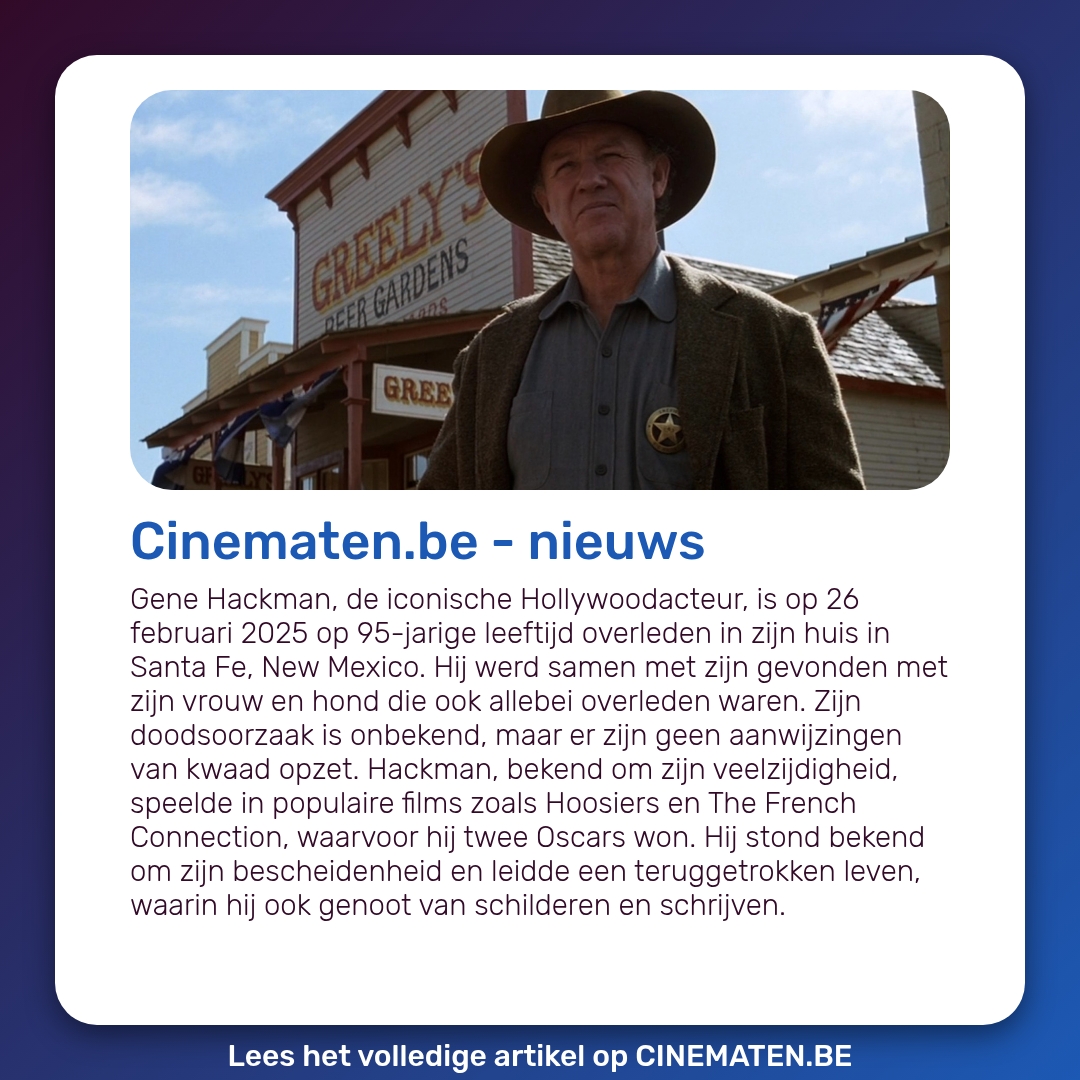 GREELY'S
BEER GARDENS
GREE
Cinematen.be - nieuws
Gene Hackman, de iconische Hollywoodacteur, is op 26
februari 2025 op 95-jarige leeftijd overleden in zijn huis in
Santa Fe, New Mexico. Hij werd samen met zijn gevonden met
zijn vrouw en hond die ook allebei overleden waren. Zijn
doodsoorzaak is onbekend, maar er zijn geen aanwijzingen
van kwaad opzet. Hackman, bekend om zijn veelzijdigheid,
speelde in populaire films zoals Hoosiers en The French
Connection, waarvoor hij twee Oscars won. Hij stond bekend
om zijn bescheidenheid en leidde een teruggetrokken leven,
waarin hij ook genoot van schilderen en schrijven.
Lees het volledige artikel op CINEMATEN.BE